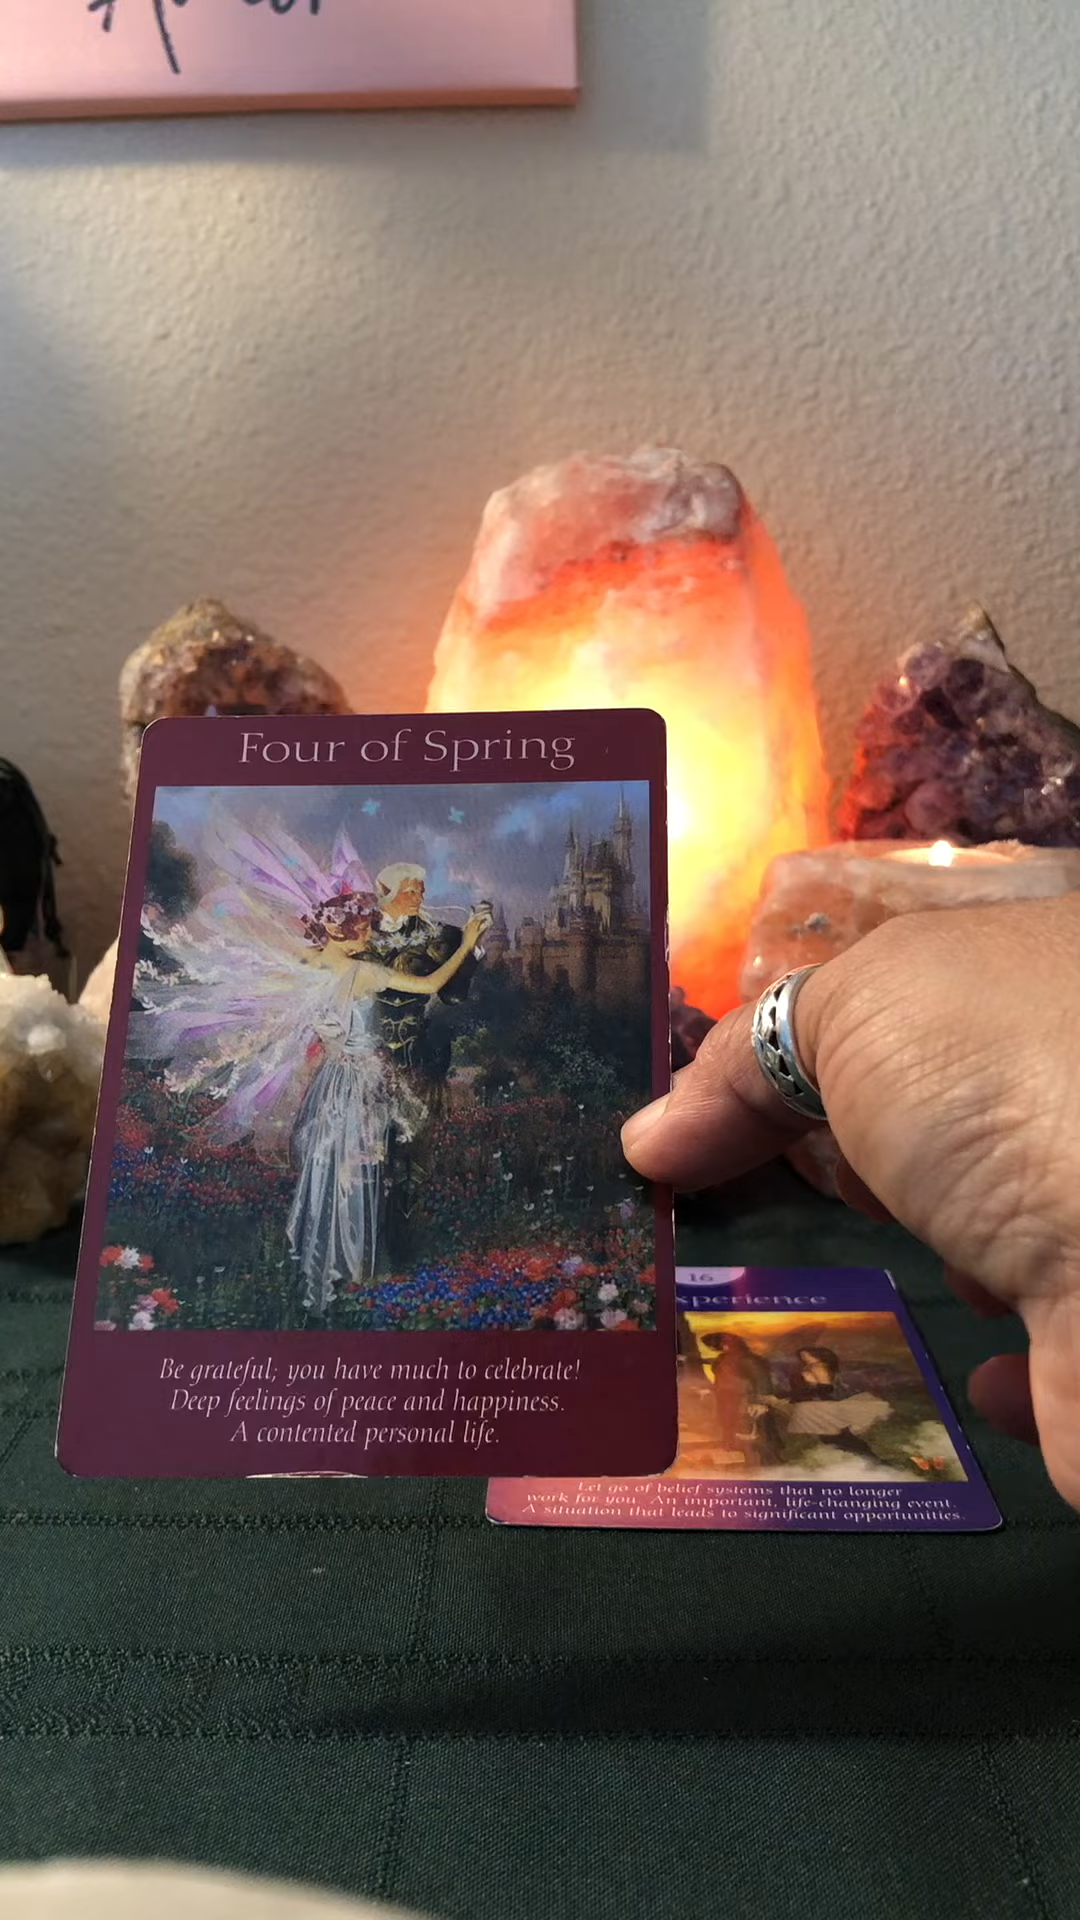 Four of Spring
Be grateful; you have much to celebrate!
Deep feelings of peace and happiness.
A contented personal life.
16
xperience
Let go of belief systems that no longer
work for you. An important, life-changing event.
A situation that leads to significant opportunities.